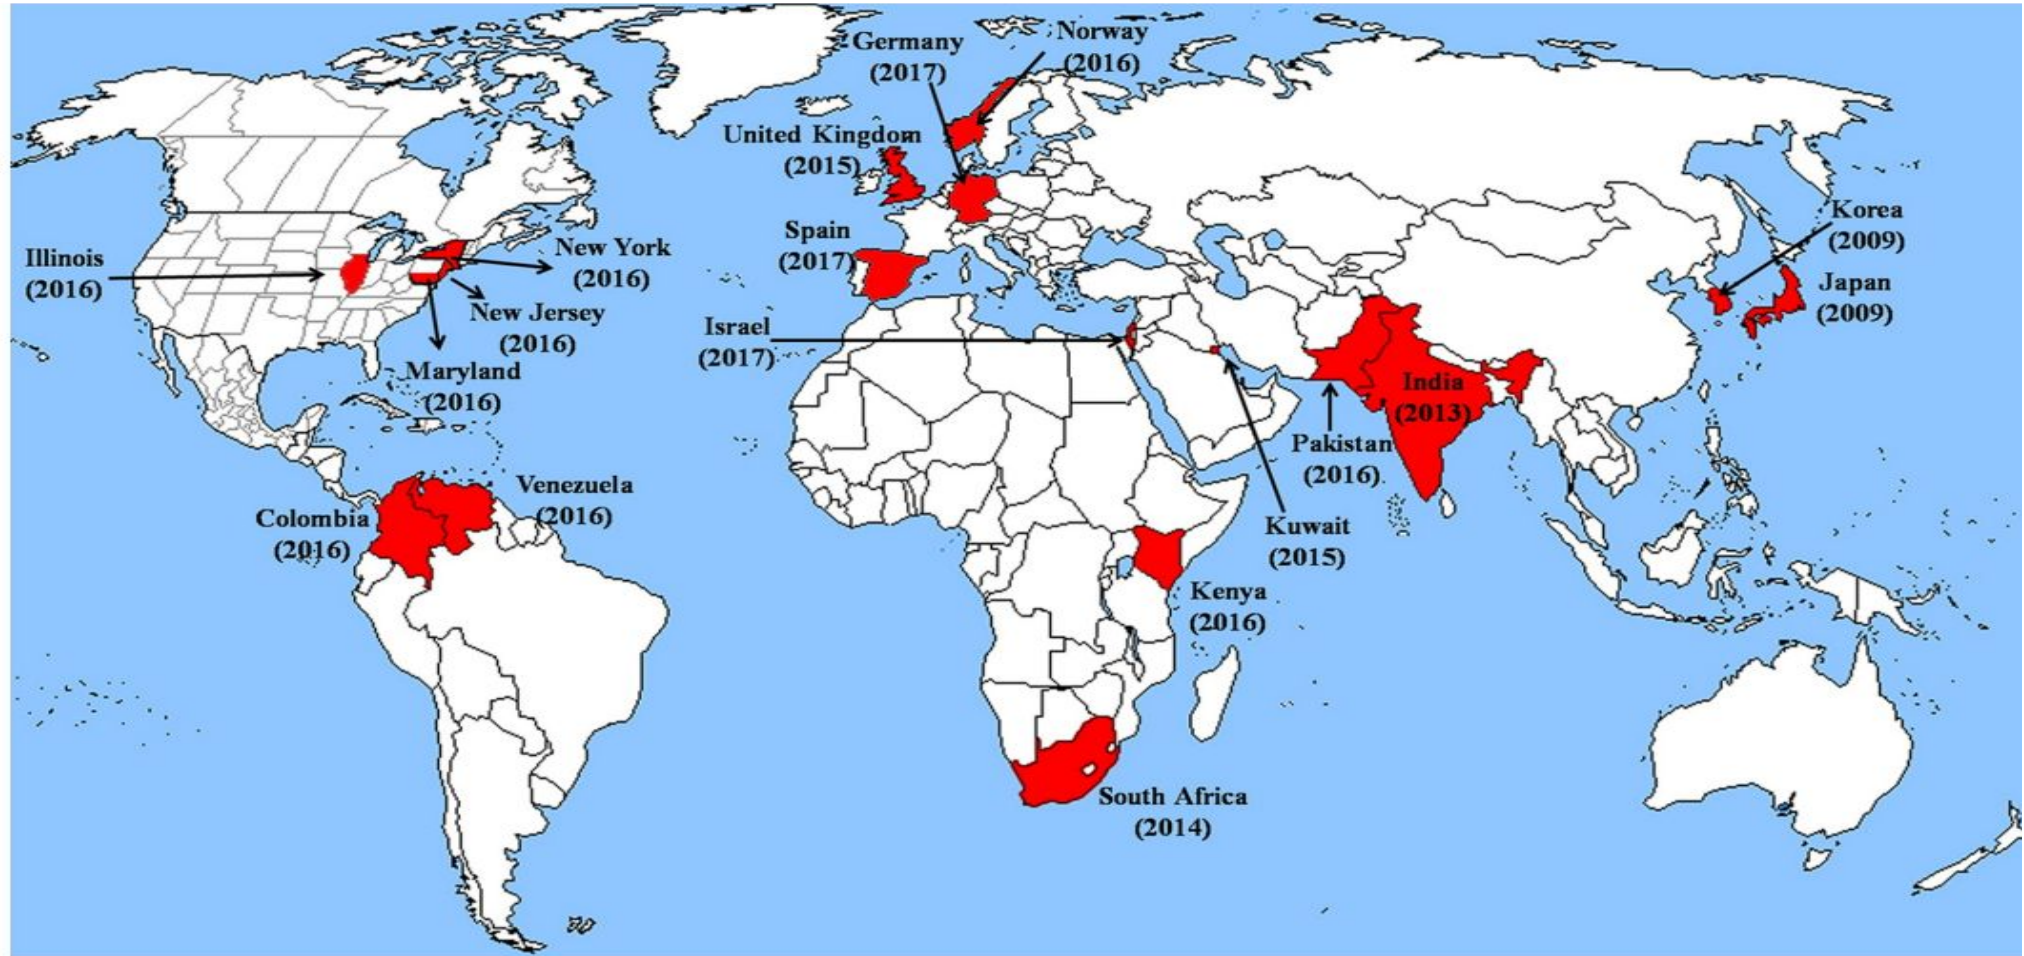 Germany
(2017)
Norway
(2016)
United Kingdom
(2015)
Spain
(2017)
Illinois
(2016)
New York
(2016)
New Jersey
(2016)
Maryland
(2016)
Israel
(2017)
Korea
(2009)
Japan
(2009)
India
(2013)
Pakistan
(2016)
Kuwait
(2015)
Venezuela
(2016)
Colombia
(2016)
Kenya
(2016)
South Africa
(2014)